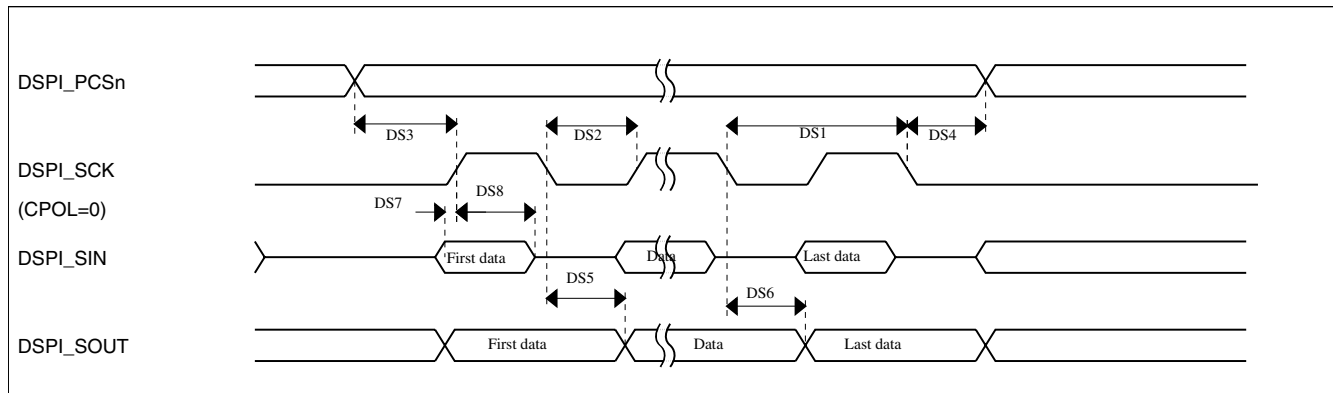 DSPI_PCSn
DS3
DS2
DS1
DS4
DSPI_SCK
(CPOL=0)
DS7
DS8
DSPI_SIN
First data
Data
Last data
DS5
DS6
DSPI_SOUT
First data
Data
Last data